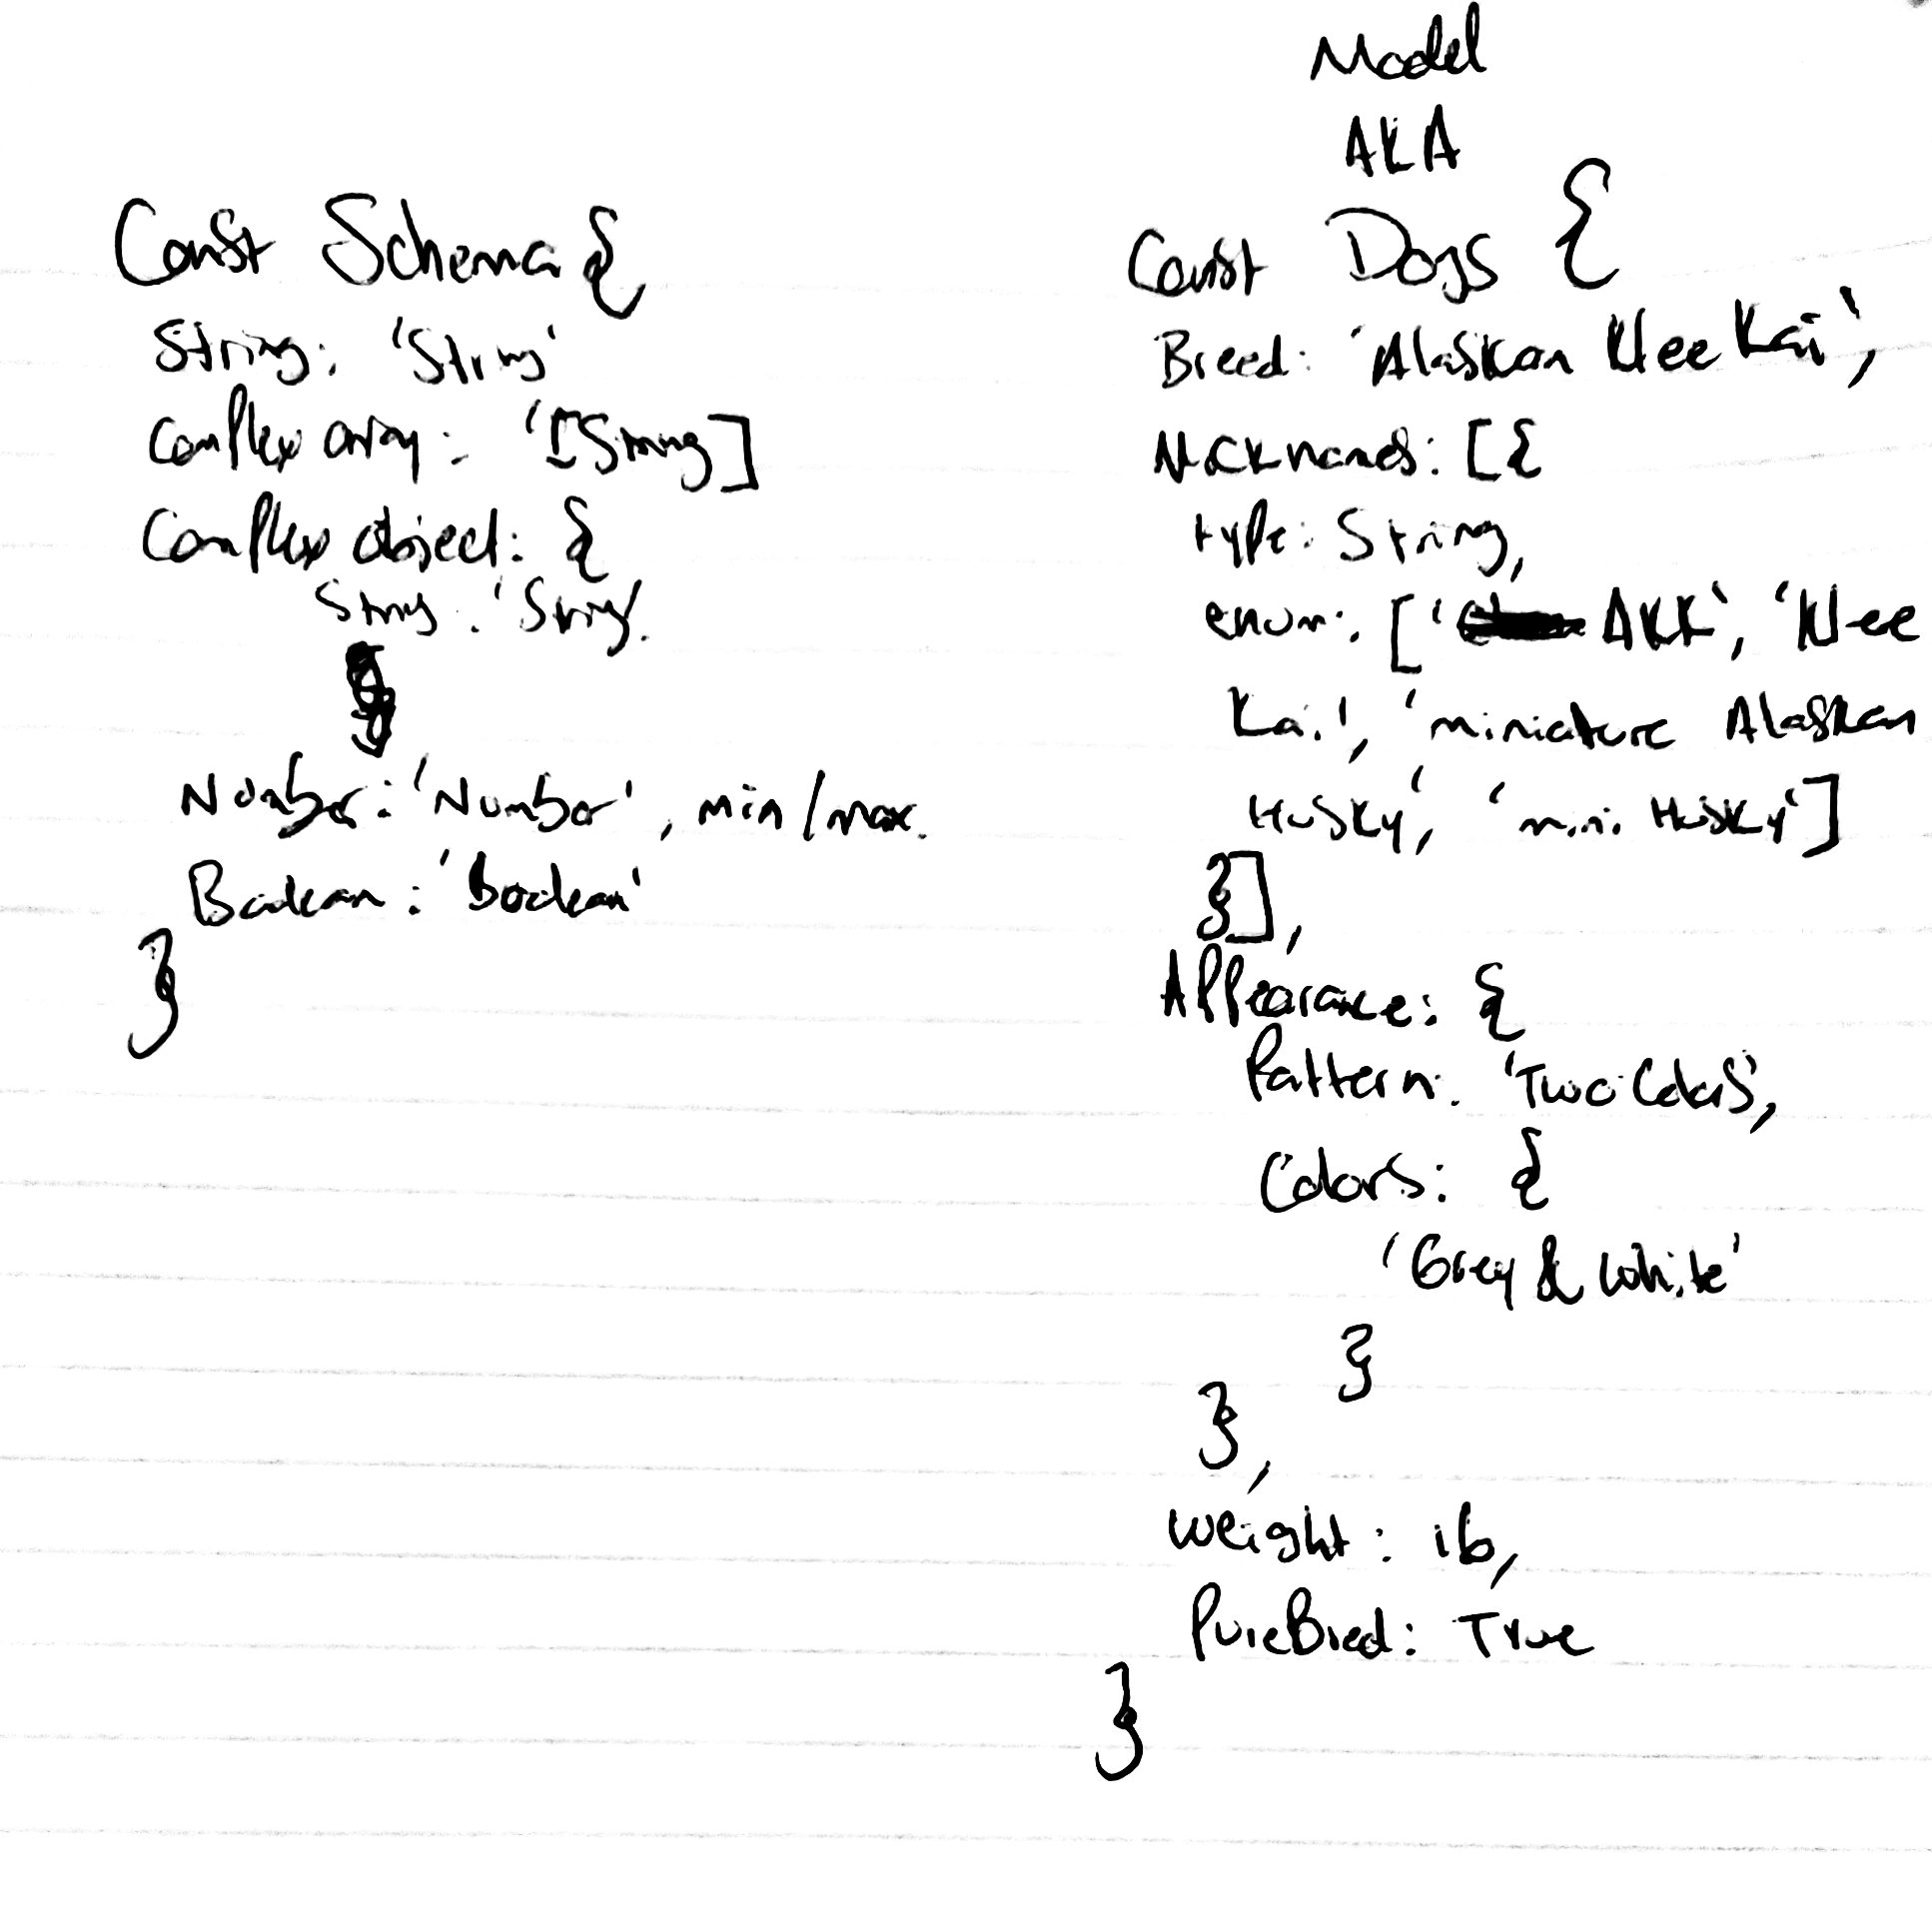 Const Schema {
String: 'String'
Complex array: '[String]
Complex object: {
String: 'String'.
Number: 'Number', min/max.
Boolean: 'Boolean'
}
Model
AKA
Const Dogs {
Breed: 'Alaskan Klee Kai',
Nicknames: [{
type: String,
enum: ['AKK', 'Klee
Kai', 'miniature Alaskan
Husky', 'mini Husky']
}],
Appearance: {
Pattern: 'Two Colors',
Colors: {
'Grey & White'
}
},
Weight: 16,
PureBred: True
}